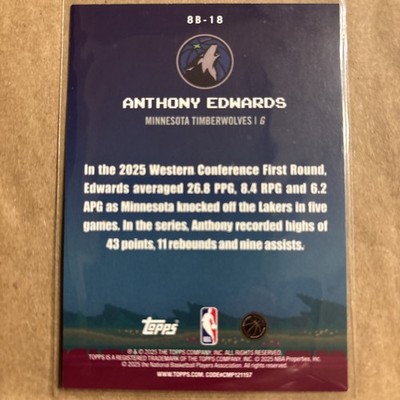 8B-18
ANTHONY EDWARDS
MINNESOTA TIMBERWOLVES | G
In the 2025 Western Conference First Round,
Edwards averaged 26.8 PPG, 8.4 RPG and 6.2
APG as Minnesota knocked off the Lakers in five
games. In the series, Anthony recorded highs of
43 points, 11 rebounds and nine assists.
Topps
NBA
® & © 2025 THE TOPPS COMPANY, INC. ALL RIGHTS RESERVED.
TOPPS IS A REGISTERED TRADEMARK OF THE TOPPS COMPANY, INC. © 2025 NBA Properties, Inc.
© 2025 the National Basketball Players Association. All rights reserved.
WWW.TOPPS.COM. CODE#CMP121157